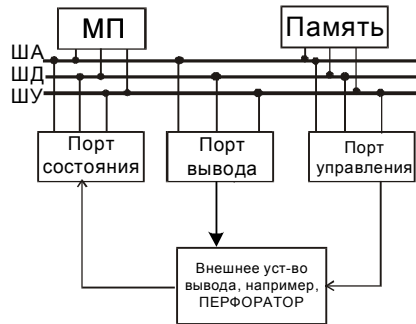 МП
Память
ША
ШД
ШУ
Порт
состояния
Порт
вывода
Порт
управления
Внешнее уст-во
вывода, например,
ПЕРФОРАТОР